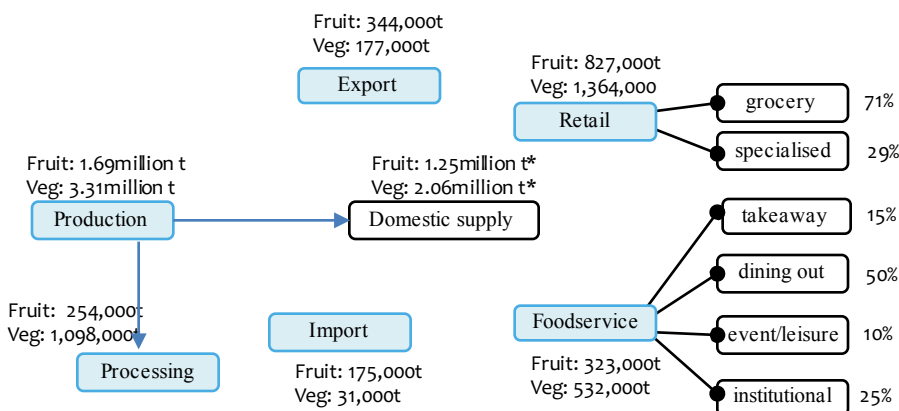 Fruit: 344,000t
Veg: 177,000t
Export
Fruit: 827,000t
Veg: 1,364,000
Retail
grocery 71%
specialised 29%
Fruit: 1.69million t
Veg: 3.31million t
Production
Fruit: 1.25million t*
Veg: 2.06million t*
Domestic supply
takeaway 15%
dining out 50%
event/leisure 10%
institutional 25%
Foodservice
Fruit: 323,000t
Veg: 532,000t
Fruit: 254,000t
Veg: 1,098,000t
Processing
Import
Fruit: 175,000t
Veg: 31,000t